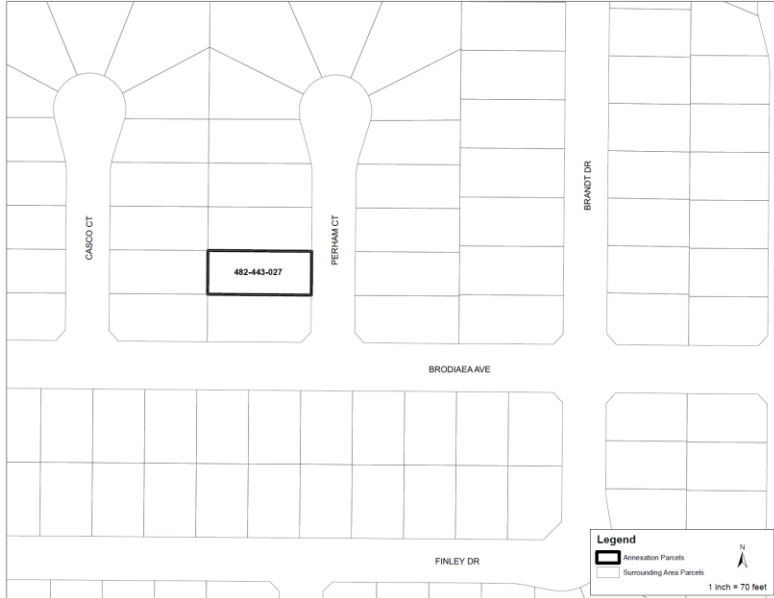 BRANDT DR
CASCO CT
PERHAM CT
482-443-027
BRODIAEA AVE
FINLEY DR
Legend
Annexation Parcels
Surrounding Area Parcels
N
1 inch = 70 feet